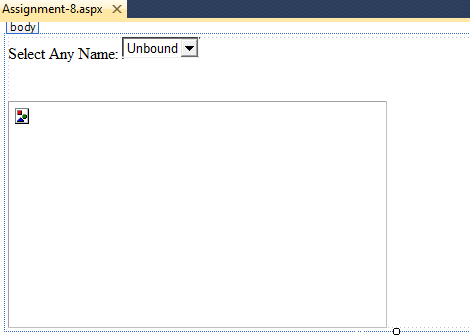 Assignment-8.aspx
body
Select Any Name: Unbound